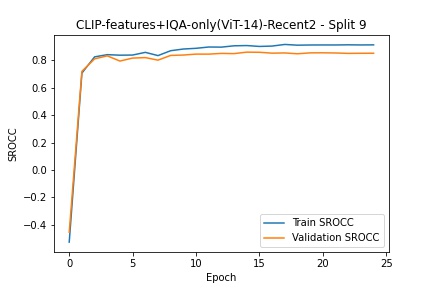 CLIP-features+IQA-only(ViT-14)-Recent2 - Split 9
SROCC
0.8
0.6
0.4
0.2
0.0
−0.2
−0.4
Train SROCC
Validation SROCC
0 5 10 15 20 25
Epoch